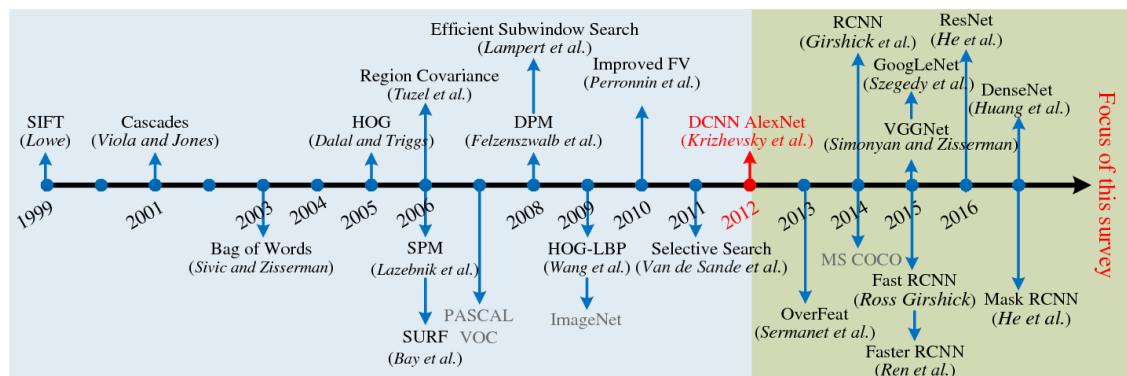 Efficient Subwindow Search
(Lampert et al.)
RCNN
(Girshick et al.)
ResNet
(He et al.)
Region Covariance
(Tuzel et al.)
Improved FV
(Perronnin et al.)
GoogLeNet
(Szegedy et al.)
DenseNet
(Huang et al.)
SIFT
(Lowe)
Cascades
(Viola and Jones)
HOG
(Dalal and Triggs)
DPM
(Felzenszwalb et al.)
DCNN AlexNet
(Krizhevsky et al.)
VGGNet
(Simonyan and Zisserman)
Focus of this survey
1999
2001
2003
2004
2005
2006
2008
2009
2010
2011
2012
2013
2014
2015
2016
Bag of Words
(Sivic and Zisserman)
SPM
(Lazebnik et al.)
HOG-LBP
(Wang et al.)
Selective Search
(Van de Sande et al.)
MS COCO
Fast RCNN
(Ross Girshick)
PASCAL
VOC
ImageNet
OverFeat
(Sermanet et al.)
Mask RCNN
(He et al.)
SURF
(Bay et al.)
Faster RCNN
(Ren et al.)